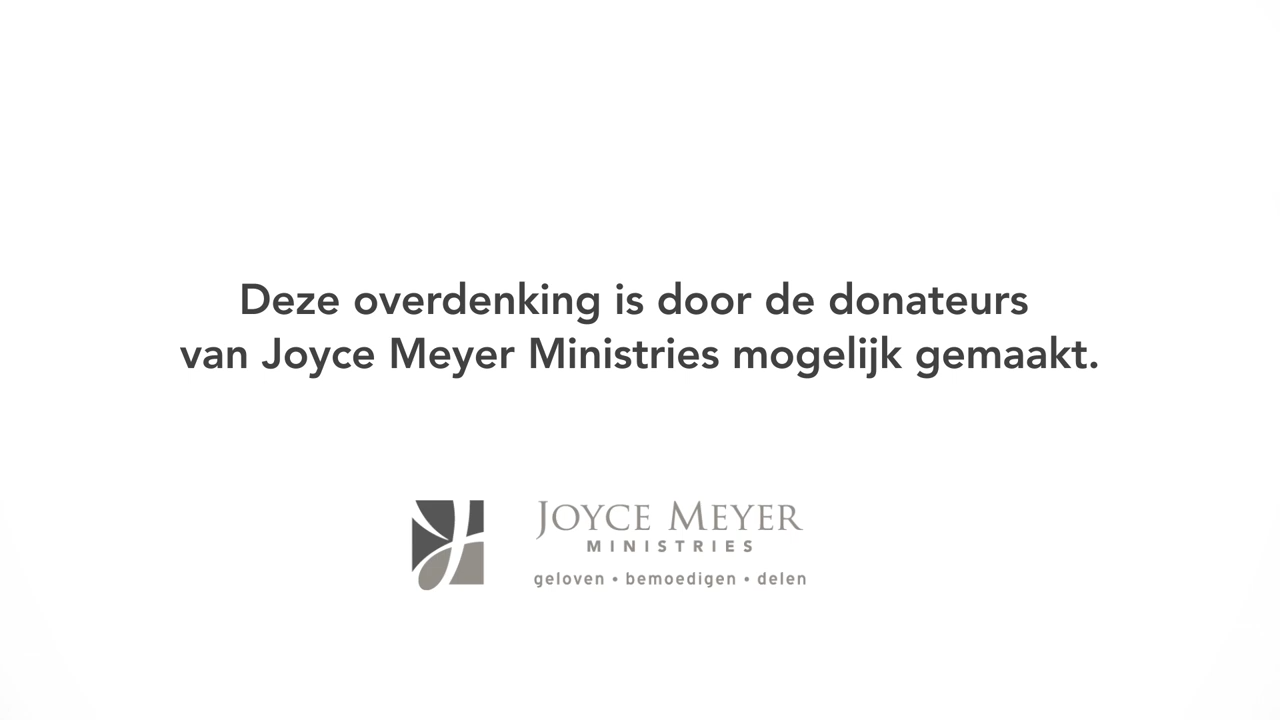 Deze overdenking is door de donateurs
van Joyce Meyer Ministries mogelijk gemaakt.
JOYCE MEYER
MINISTRIES
geloven • bemoedigen • delen